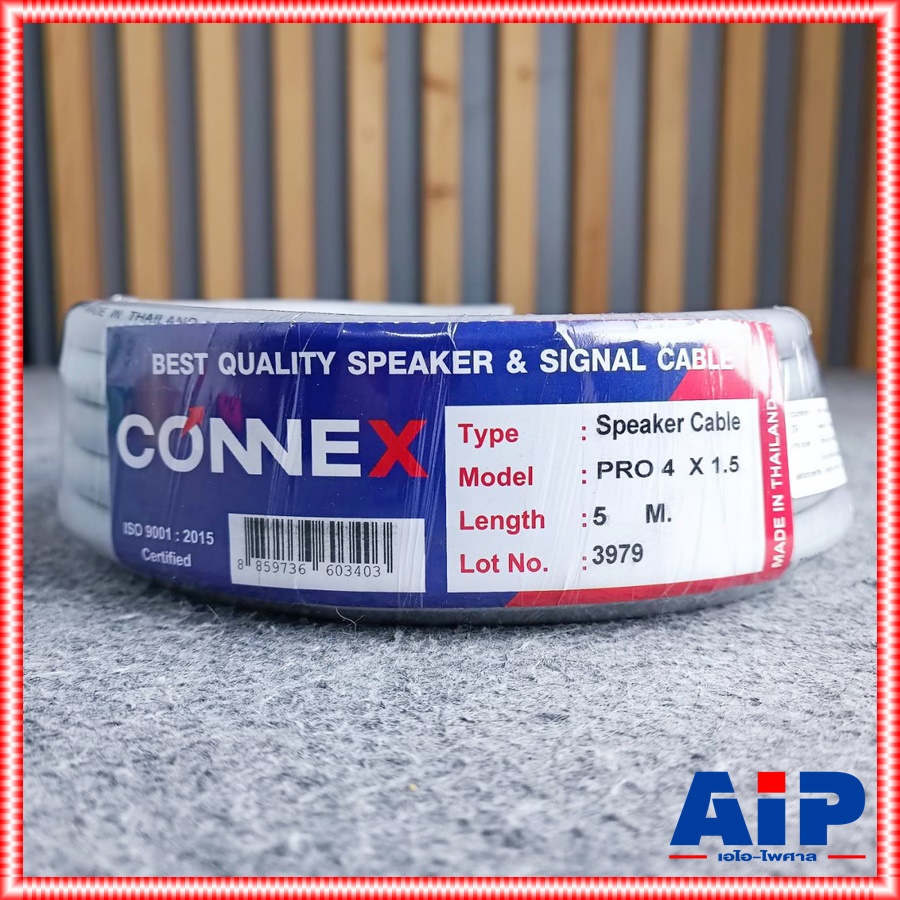 MADE IN THAILAND
BEST QUALITY SPEAKER & SIGNAL CABLE
CONNEX
ISO 9001 : 2015
Certified
8 859736 603403
Type : Speaker Cable
Model : PRO 4 X 1.5
Length : 5 M.
Lot No. : 3979
MADE IN THAILAND
AiP
เอไอ-ไพศาล